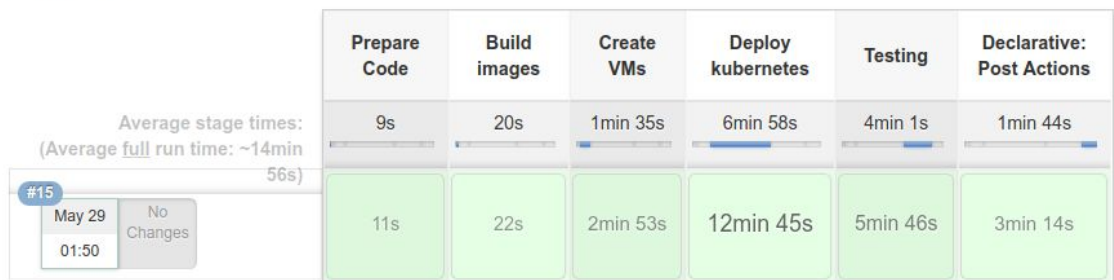 Prepare Code
Build images
Create VMs
Deploy kubernetes
Testing
Declarative: Post Actions
Average stage times:
(Average full run time: ~14min 56s)
9s
20s
1min 35s
6min 58s
4min 1s
1min 44s
#15
May 29
01:50
No Changes
11s
22s
2min 53s
12min 45s
5min 46s
3min 14s